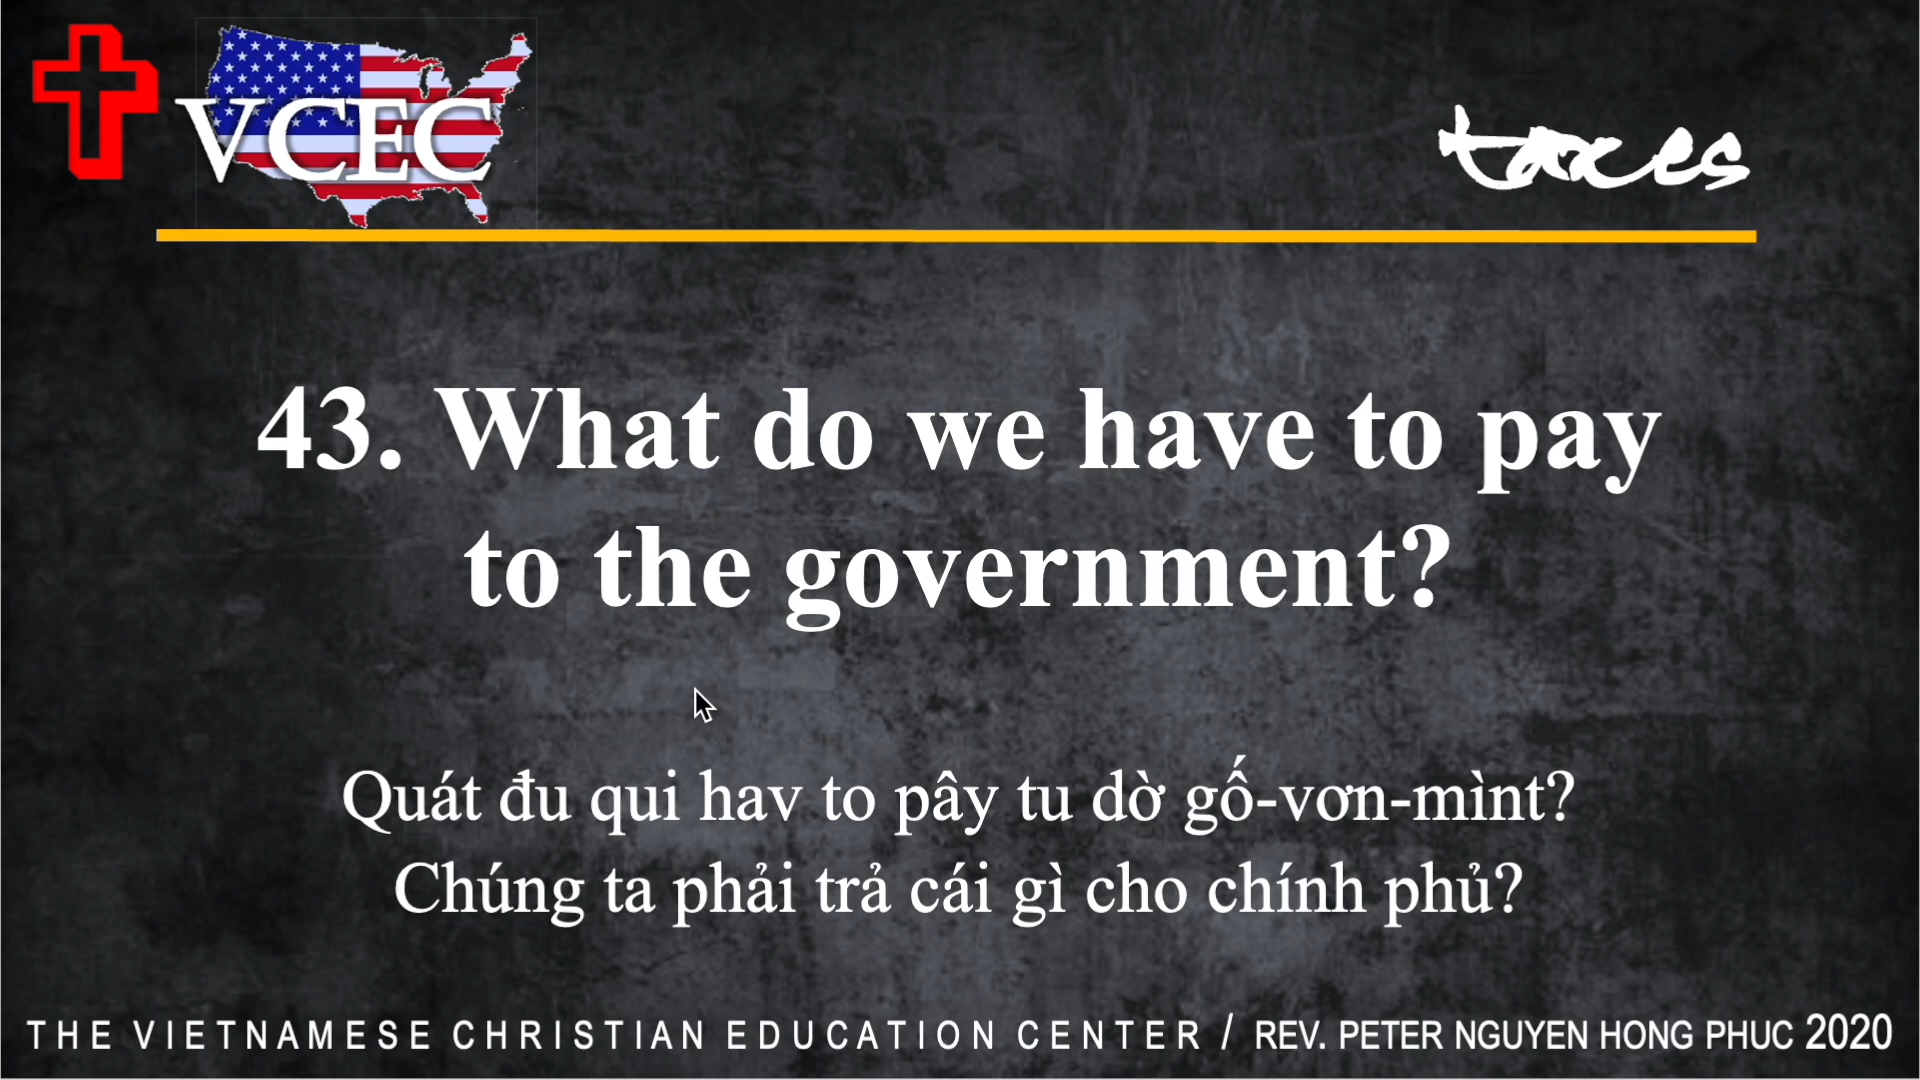 VCEC
taxes
43. What do we have to pay
to the government?
Quát đu qui hav to pây tu dờ gố-vơn-mình?
Chúng ta phải trả cái gì cho chính phủ?
THE VIETNAMESE CHRISTIAN EDUCATION CENTER / REV. PETER NGUYEN HONG PHUC 2020